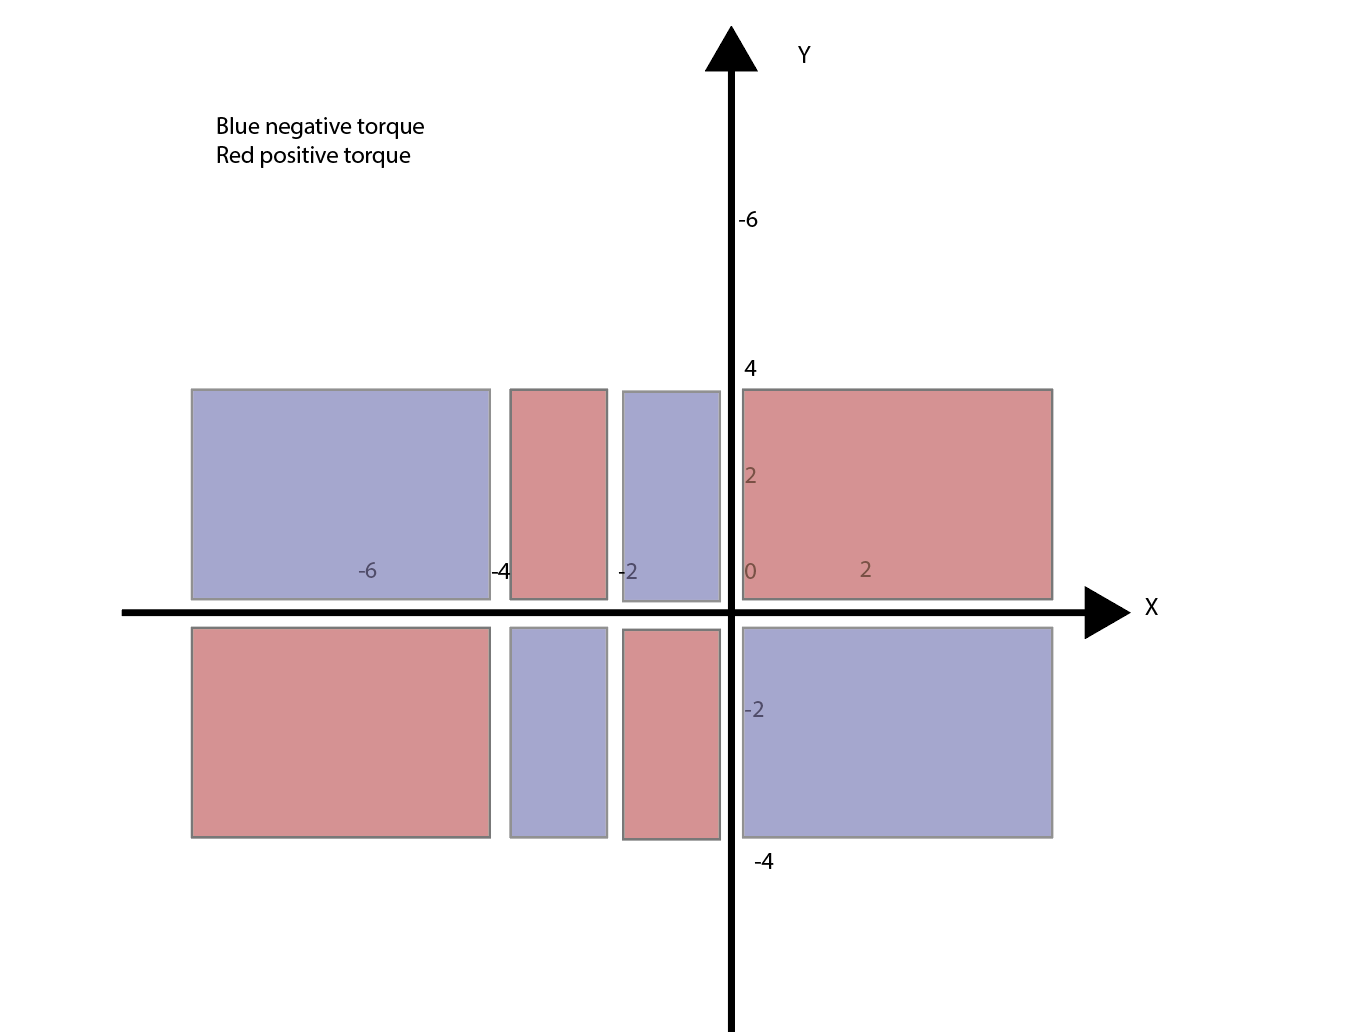 Y
Blue negative torque
Red positive torque
-6
4
2
-6 -4 -2 0 2
X
-2
-4